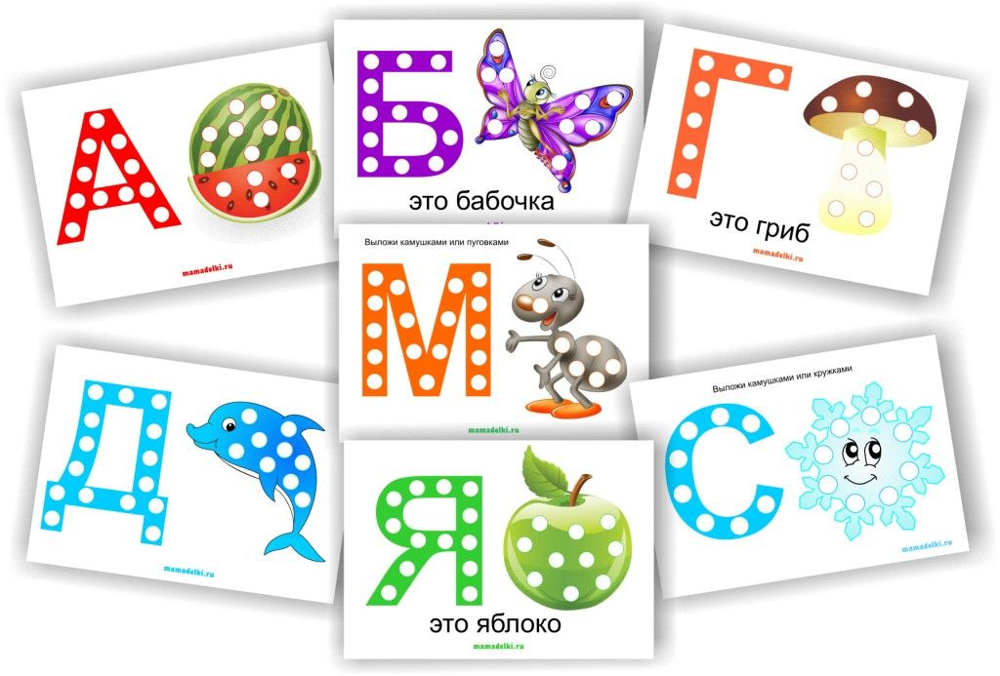 А
mamadelki.ru
Б
это бабочка
Г
это гриб
mamadelki.ru
Выложи камушками или пуговками
М
mamadelki.ru
Д
mamadelki.ru
Я
это яблоко
mamadelki.ru
Выложи камушками или кружками
С
mamadelki.ru